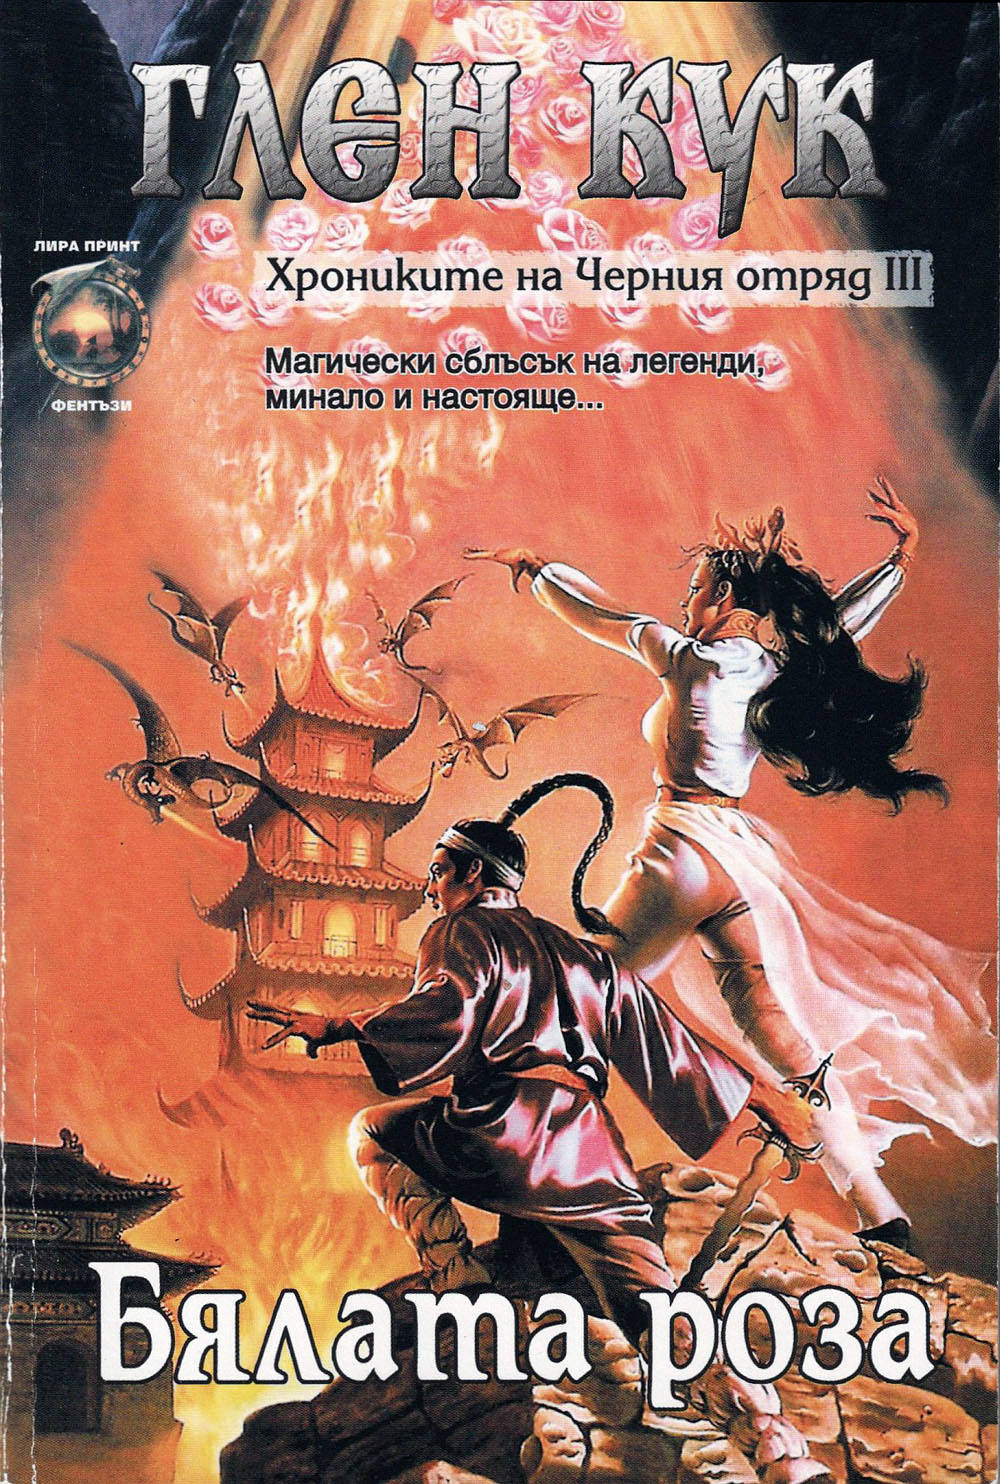 ГЛЕН КУК
ЛИРА ПРИНТ
Хрониките на Черния отряд III
Магически сблъсък на легенди,
минало и настояще...
ФЕНТЪЗИ
Бялата роза